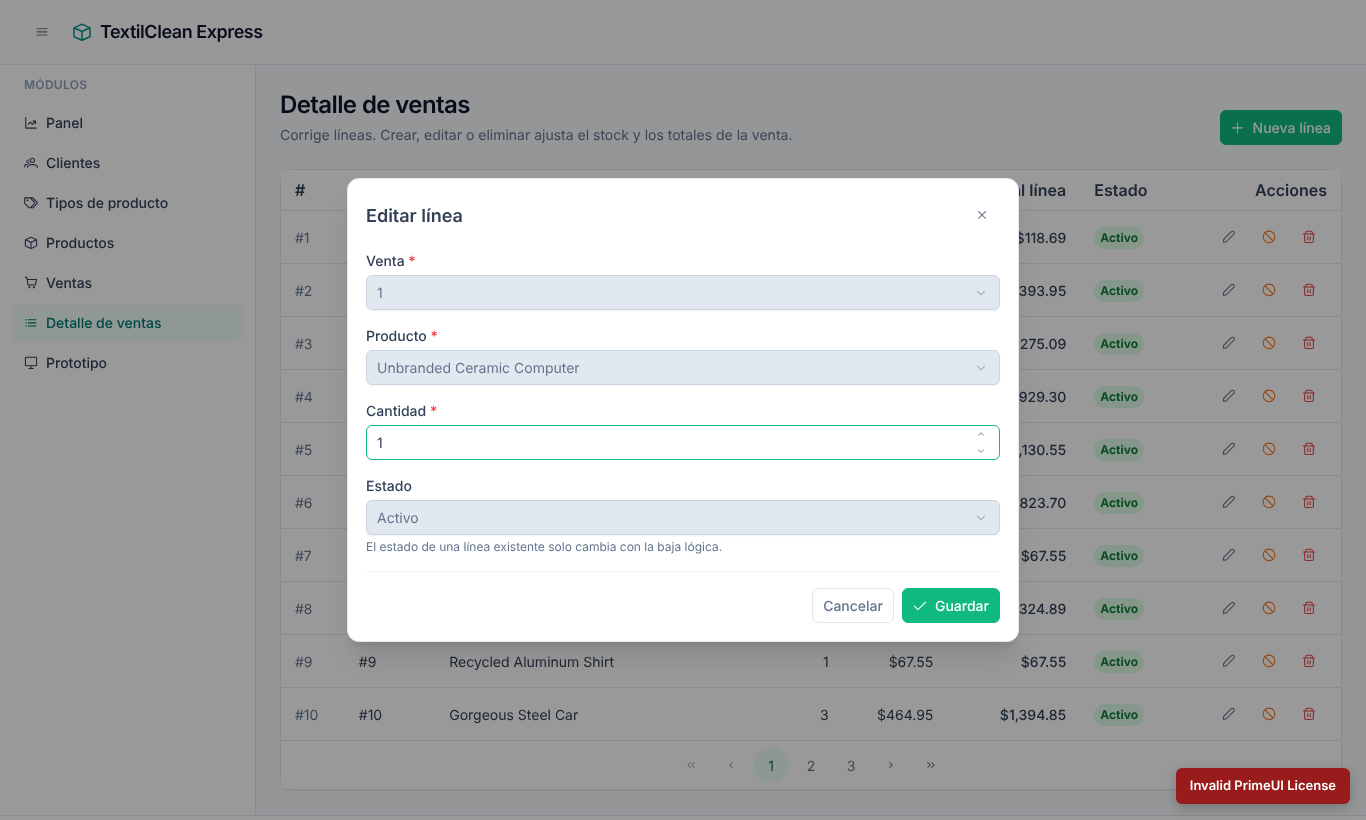 TextilClean Express
MÓDULOS
Panel
Clientes
Tipos de producto
Productos
Ventas
Detalle de ventas
Prototipo
Detalle de ventas
Corrige líneas. Crear, editar o eliminar ajusta el stock y los totales de la venta.
Nueva línea
# l línea Estado Acciones
#1 $118.69 Activo
#2 393.95 Activo
#3 275.09 Activo
#4 929.30 Activo
#5 ,130.55 Activo
#6 823.70 Activo
#7 $67.55 Activo
#8 324.89 Activo
#9 #9 Recycled Aluminum Shirt 1 $67.55 $67.55 Activo
#10 #10 Gorgeous Steel Car 3 $464.95 $1,394.85 Activo
« ‹ 1 2 3 › »
Editar línea
Venta *
1
Producto *
Unbranded Ceramic Computer
Cantidad *
1
Estado
Activo
El estado de una línea existente solo cambia con la baja lógica.
Cancelar Guardar
Invalid PrimeUI License